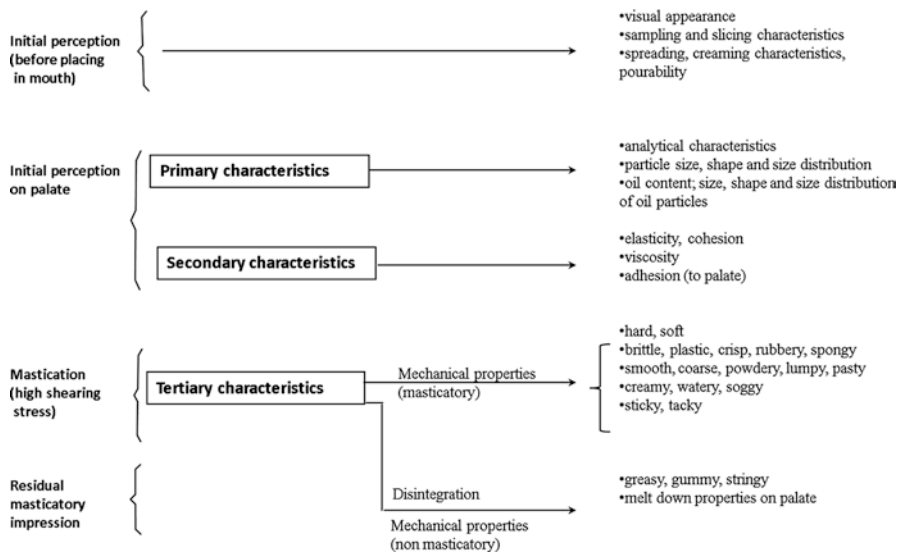 Initial perception
(before placing
in mouth)
•visual appearance
•sampling and slicing characteristics
•spreading, creaming characteristics,
pourability
Initial perception
on palate
Primary characteristics
•analytical characteristics
•particle size, shape and size distribution
•oil content; size, shape and size distribution
of oil particles
Secondary characteristics
•elasticity, cohesion
•viscosity
•adhesion (to palate)
Mastication
(high shearing
stress)
Tertiary characteristics
Mechanical properties
(masticatory)
•hard, soft
•brittle, plastic, crisp, rubbery, spongy
•smooth, coarse, powdery, lumpy, pasty
•creamy, watery, soggy
•sticky, tacky
Residual
masticatory
impression
Disintegration
Mechanical properties
(non masticatory)
•greasy, gummy, stringy
•melt down properties on palate